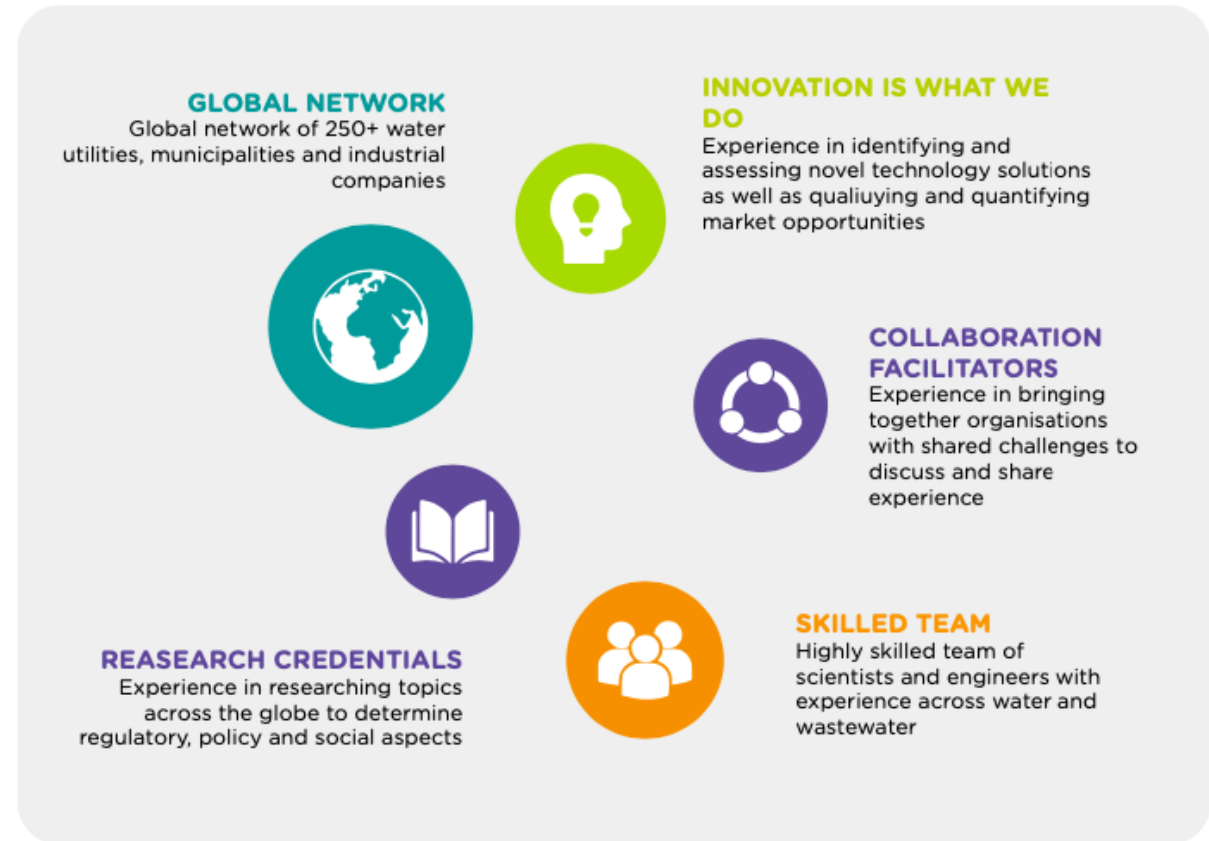 GLOBAL NETWORK
Global network of 250+ water
utilities, municipalities and industrial
companies
INNOVATION IS WHAT WE
DO
Experience in identifying and
assessing novel technology solutions
as well as qualiuying and quantifying
market opportunities
COLLABORATION
FACILITATORS
Experience in bringing
together organisations
with shared challenges to
discuss and share
experience
REASEARCH CREDENTIALS
Experience in researching topics
across the globe to determine
regulatory, policy and social aspects
SKILLED TEAM
Highly skilled team of
scientists and engineers with
experience across water and
wastewater